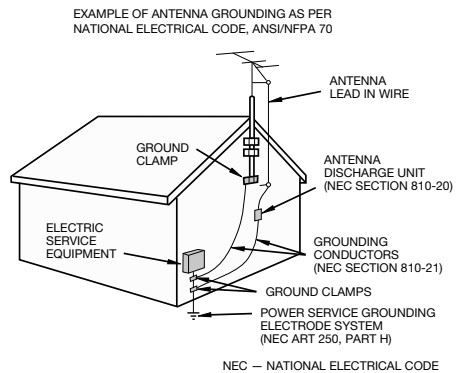 EXAMPLE OF ANTENNA GROUNDING AS PER
NATIONAL ELECTRICAL CODE, ANSI/NFPA 70
ANTENNA
LEAD IN WIRE
GROUND
CLAMP
ANTENNA
DISCHARGE UNIT
(NEC SECTION 810-20)
ELECTRIC
SERVICE
EQUIPMENT
GROUNDING
CONDUCTORS
(NEC SECTION 810-21)
GROUND CLAMPS
POWER SERVICE GROUNDING
ELECTRODE SYSTEM
(NEC ART 250, PART H)
NEC — NATIONAL ELECTRICAL CODE